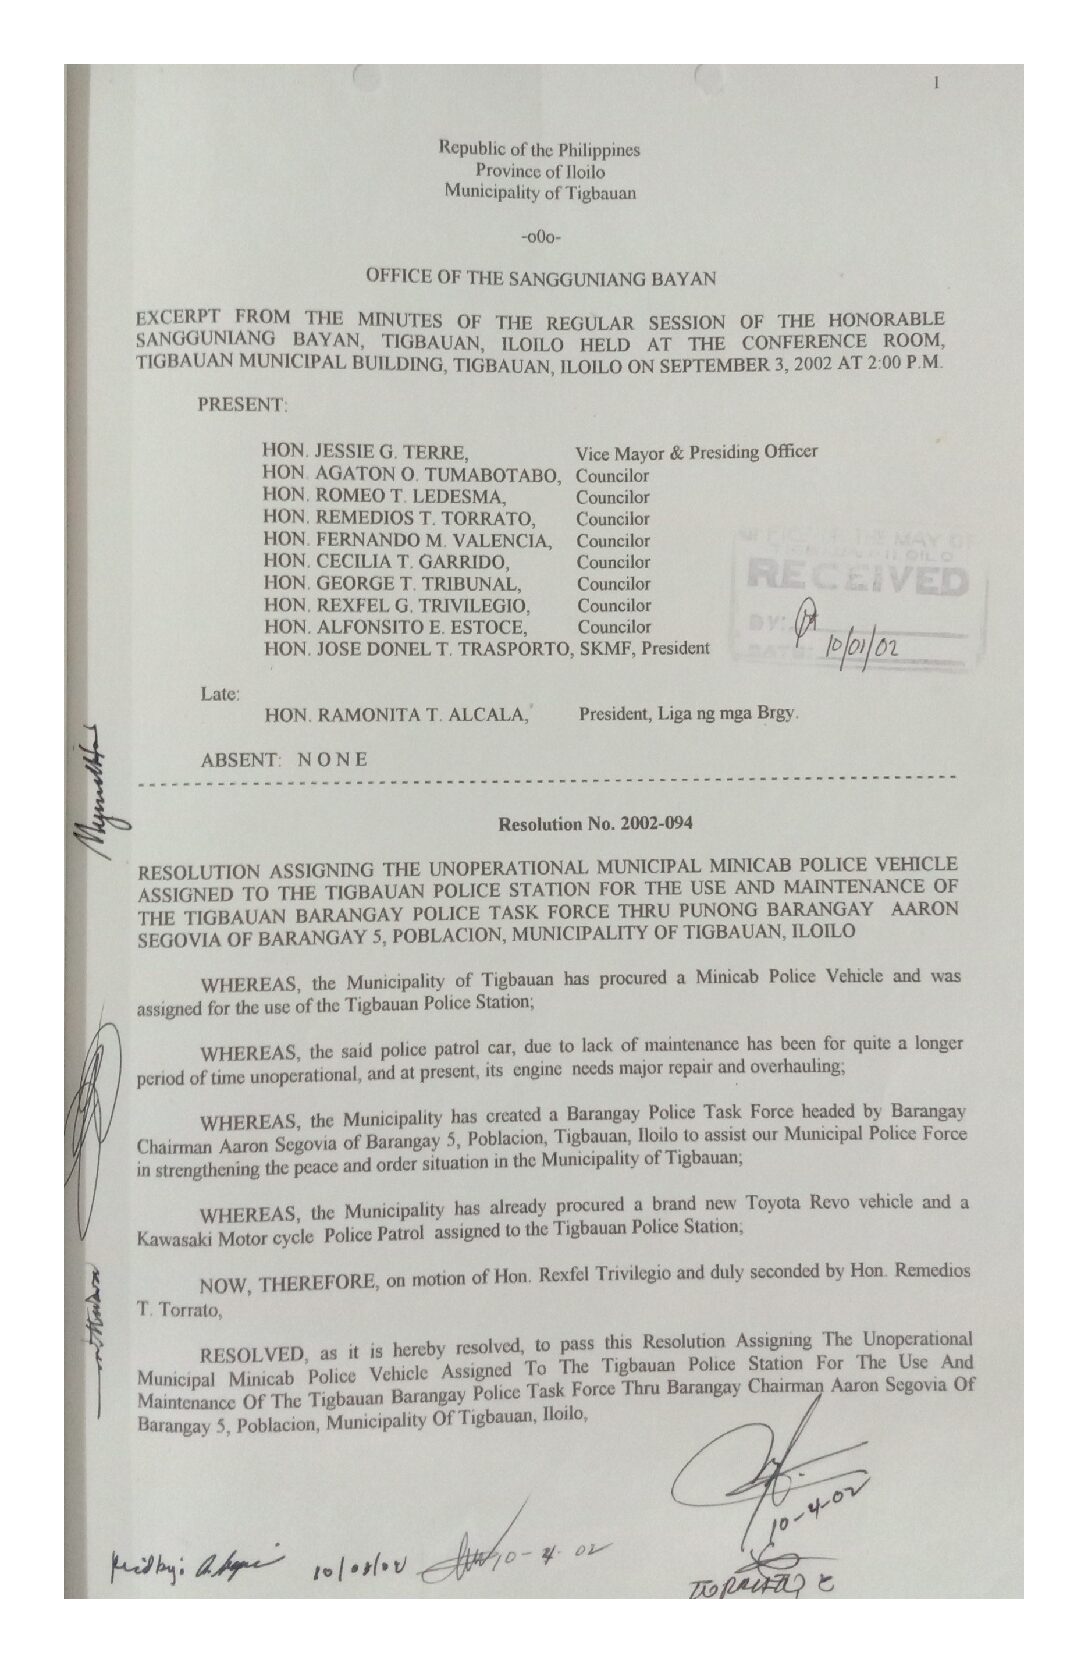 1
Republic of the Philippines
Province of Iloilo
Municipality of Tigbauan
-o0o-
OFFICE OF THE SANGGUNIANG BAYAN
EXCERPT FROM THE MINUTES OF THE REGULAR SESSION OF THE HONORABLE
SANGGUNIANG BAYAN, TIGBAUAN, ILOILO HELD AT THE CONFERENCE ROOM,
TIGBAUAN MUNICIPAL BUILDING, TIGBAUAN, ILOILO ON SEPTEMBER 3, 2002 AT 2:00 P.M.
PRESENT:
HON. JESSIE G. TERRE, Vice Mayor & Presiding Officer
HON. AGATON O. TUMABOTABO, Councilor
HON. ROMEO T. LEDESMA, Councilor
HON. REMEDIOS T. TORRATO, Councilor
HON. FERNANDO M. VALENCIA, Councilor
HON. CECILIA T. GARRIDO, Councilor
HON. GEORGE T. TRIBUNAL, Councilor
HON. REXFEL G. TRIVILEGIO, Councilor
HON. ALFONSITO E. ESTOCE, Councilor
HON. JOSE DONEL T. TRASPORTO, SKMF, President
RECEIVED
BY:
DATE: 10/01/02
Late:
HON. RAMONITA T. ALCALA, President, Liga ng mga Brgy.
ABSENT: N O N E
Resolution No. 2002-094
RESOLUTION ASSIGNING THE UNOPERATIONAL MUNICIPAL MINICAB POLICE VEHICLE
ASSIGNED TO THE TIGBAUAN POLICE STATION FOR THE USE AND MAINTENANCE OF
THE TIGBAUAN BARANGAY POLICE TASK FORCE THRU PUNONG BARANGAY AARON
SEGOVIA OF BARANGAY 5, POBLACION, MUNICIPALITY OF TIGBAUAN, ILOILO
WHEREAS, the Municipality of Tigbauan has procured a Minicab Police Vehicle and was
assigned for the use of the Tigbauan Police Station;
WHEREAS, the said police patrol car, due to lack of maintenance has been for quite a longer
period of time unoperational, and at present, its engine needs major repair and overhauling;
WHEREAS, the Municipality has created a Barangay Police Task Force headed by Barangay
Chairman Aaron Segovia of Barangay 5, Poblacion, Tigbauan, Iloilo to assist our Municipal Police Force
in strengthening the peace and order situation in the Municipality of Tigbauan;
WHEREAS, the Municipality has already procured a brand new Toyota Revo vehicle and a
Kawasaki Motor cycle Police Patrol assigned to the Tigbauan Police Station;
NOW, THEREFORE, on motion of Hon. Rexfel Trivilegio and duly seconded by Hon. Remedios
T. Torrato,
RESOLVED, as it is hereby resolved, to pass this Resolution Assigning The Unoperational
Municipal Minicab Police Vehicle Assigned To The Tigbauan Police Station For The Use And
Maintenance Of The Tigbauan Barangay Police Task Force Thru Barangay Chairman Aaron Segovia Of
Barangay 5, Poblacion, Municipality Of Tigbauan, Iloilo,
10-4-02
10-4-02